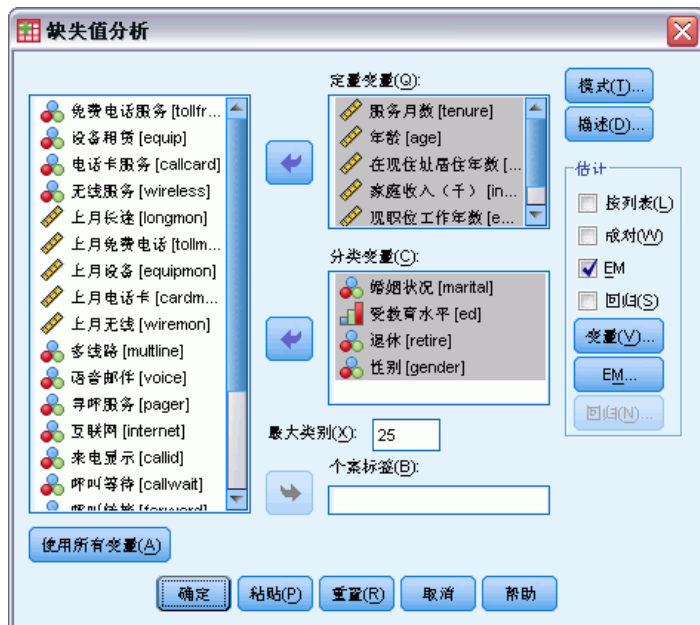 缺失值分析
免费电话服务 [tollfr...
设备租赁 [equip]
电话卡服务 [callcard]
无线服务 [wireless]
上月长途 [longmon]
上月免费电话 [tollm...
上月设备 [equipmon]
上月电话卡 [cardm...
上月无线 [wiremon]
多线路 [multline]
语音邮件 [voice]
寻呼服务 [pager]
互联网 [internet]
来电显示 [callid]
呼叫等待 [callwait]
呼叫转移 [forward]
使用所有变量(A)
定量变量(Q):
服务月数 [tenure]
年龄 [age]
在现住址居住年数 [...
家庭收入（千） [in...
现职位工作年数 [e...
分类变量(C):
婚姻状况 [marital]
受教育水平 [ed]
退休 [retire]
性别 [gender]
最大类别(X): 25
个案标签(B):
模式(T)...
描述(D)...
估计
按列表(L)
成对(W)
EM
回归(S)
变量(V)...
EM...
回归(N)...
确定
粘贴(P)
重置(R)
取消
帮助